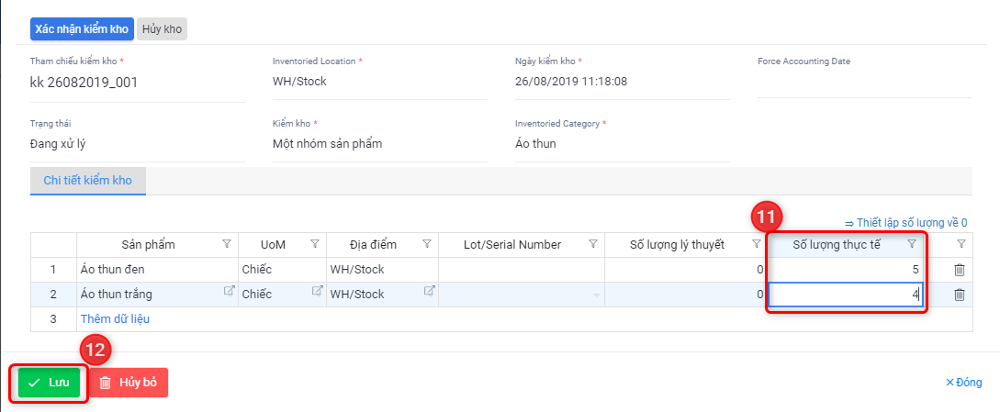 Xác nhận kiểm kho Hủy kho
Tham chiếu kiểm kho * Inventoried Location * Ngày kiểm kho * Force Accounting Date
kk 26082019_001 WH/Stock 26/08/2019 11:18:08
Trạng thái Kiểm kho * Inventoried Category *
Đang xử lý Một nhóm sản phẩm Áo thun
Chi tiết kiểm kho
11 ⇒ Thiết lập số lượng về 0
Sản phẩm UoM Địa điểm Lot/Serial Number Số lượng lý thuyết Số lượng thực tế
1 Áo thun đen Chiếc WH/Stock 0 5
2 Áo thun trắng Chiếc WH/Stock 0 4
3 Thêm dữ liệu
12
Lưu Hủy bỏ × Đóng